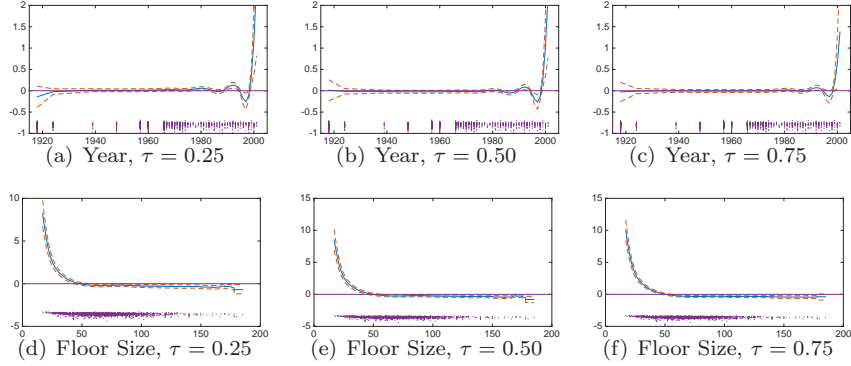 2
1.5
1
0.5
0
-0.5
-1
1920 1940 1960 1980 2000
(a) Year, τ = 0.25
2
1.5
1
0.5
0
-0.5
-1
1920 1940 1960 1980 2000
(b) Year, τ = 0.50
2
1.5
1
0.5
0
-0.5
-1
1920 1940 1960 1980 2000
(c) Year, τ = 0.75
10
5
0
-5
0 50 100 150 200
(d) Floor Size, τ = 0.25
15
10
5
0
-5
0 50 100 150 200
(e) Floor Size, τ = 0.50
15
10
5
0
-5
0 50 100 150 200
(f) Floor Size, τ = 0.75